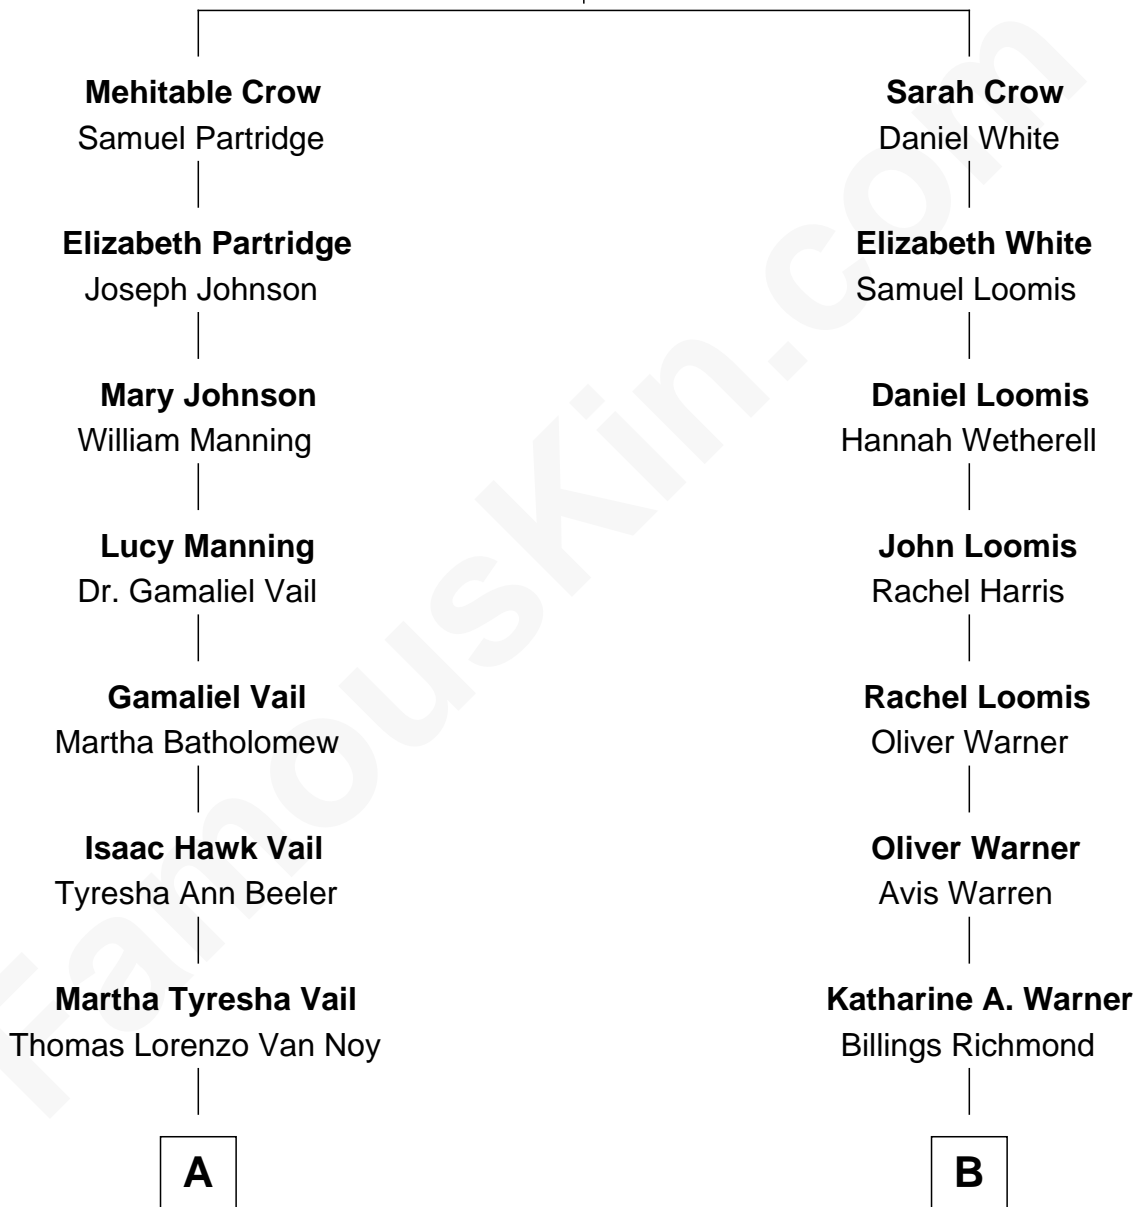 Mehitable Crow
Samuel Partridge
Elizabeth Partridge
Joseph Johnson
Mary Johnson
William Manning
Lucy Manning
Dr. Gamaliel Vail
Gamaliel Vail
Martha Batholomew
Isaac Hawk Vail
Tyresha Ann Beeler
Martha Tyresha Vail
Thomas Lorenzo Van Noy
A
Sarah Crow
Daniel White
Elizabeth White
Samuel Loomis
Daniel Loomis
Hannah Wetherell
John Loomis
Rachel Harris
Rachel Loomis
Oliver Warner
Oliver Warner
Avis Warren
Katharine A. Warner
Billings Richmond
B
FamousKin.com